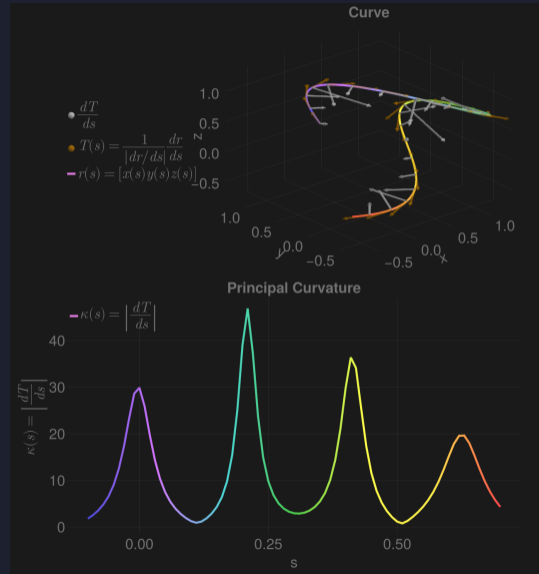 Curve
dT/ds
T(s) = 1/|dr/ds| dr/ds
r(s) = [x(s)y(s)z(s)]
1.0
0.5
0.0
−0.5
z
1.0
0.5
0.0
−0.5
y
−0.5
0.0
0.5
1.0
x
Principal Curvature
κ(s) = |dT/ds|
κ(s) = |dT/ds|
40
30
20
10
0
0.00
0.25
0.50
s